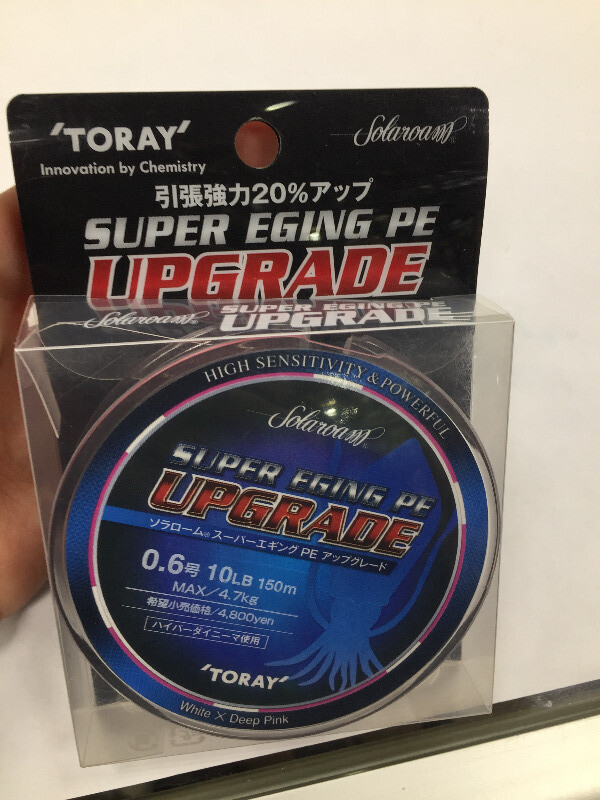 'TORAY'
Innovation by Chemistry
Solaroam®
引張強力20%アップ
SUPER EGING PE
UPGRADE
Solaroam
SUPER EGING PE
UPGRADE
HIGH SENSITIVITY & POWERFUL
Solaroam®
SUPER EGING PE
UPGRADE
ソラローム® スーパーエギング PE アップグレード
0.6号 10LB 150m
MAX/4.7kg
希望小売価格/4,800yen
ハイパーダイニーマ使用
'TORAY'
White × Deep Pink